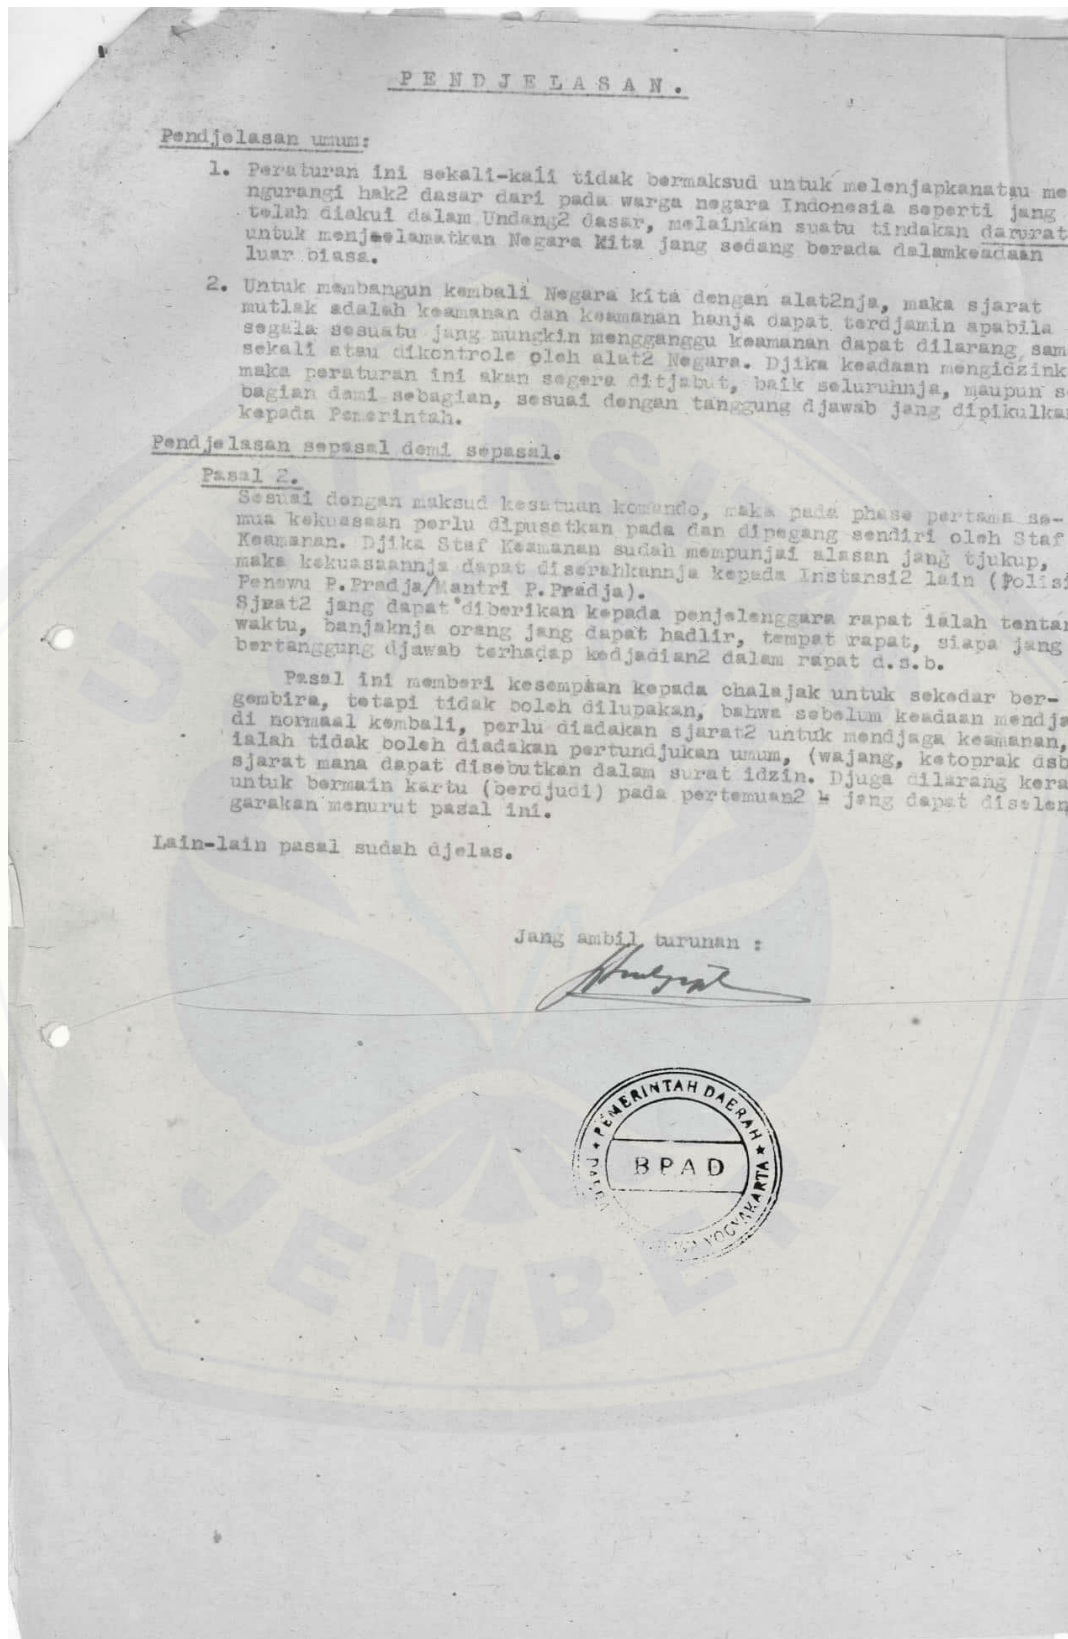 PENDJELASAN.
Pendjelasan umum:
1. Peraturan ini sekali-kali tidak bermaksud untuk melenjapkanatau me
ngurangi hak2 dasar dari pada warga negara Indonesia seperti jang
telah diakui dalam Undang2 dasar, melainkan suatu tindakan darurat
untuk menjeelamatkan Negara Kita jang sedang berada dalamkeadaan
luar biasa.
2. Untuk membangun kembali Negara kita dengan alat2nja, maka sjarat
mutlak adalah keamanan dan keamanan hanja dapat terdjamin apabila
segala sesuatu jang mungkin mengganggu keamanan dapat dilarang sam
sekali atau dikontrole oleh alat2 Negara. Djika keadaan mengidzink
maka peraturan ini akan segera ditjabut, baik seluruhnja, maupun s
bagian demi sebagian, sesuai dengan tanggung djawab jang dipikulka
kepada Pemerintah.
Pendjelasan sepasal demi sepasal.
Pasal 2.
Sesuai dengan maksud kesatuan komando, maka pada phase pertama se-
mua kekuasaan perlu dipusatkan pada dan dipegang sendiri oleh Staf
Keamanan. Djika Staf Keamanan sudah mempunjai alasan jang tjukup,
maka kekuasaannja dapat diserahkannja kepada Instansi2 lain (Polisi
Penewu P.Pradja/Mantri P.Pradja).
Sjrat2 jang dapat diberikan kepada penjelenggara rapat ialah tentan
waktu, banjaknja orang jang dapat hadlir, tempat rapat, siapa jang
bertanggung djawab terhadap kedjadian2 dalam rapat d.s.b.
Pasal ini memberi kesempaan kepada chalajak untuk sekedar ber-
gembira, tetapi tidak boleh dilupakan, bahwa sebelum keadaan mendja
di normaal kembali, perlu diadakan sjarat2 untuk mendjaga keamanan,
ialah tidak boleh diadakan pertundjukan umum, (wajang, ketoprak dsb
sjarat mana dapat disebutkan dalam surat idzin. Djuga dilarang kera
untuk bermain kartu (berdjudi) pada pertemuan2 jang dapat diselen
garakan menurut pasal ini.
Lain-lain pasal sudah djelas.
Jang ambil turunan :
PEMERINTAH DAERAH
BPAD
YOGYAKARTA
UNIVERSITAS
JEMBER